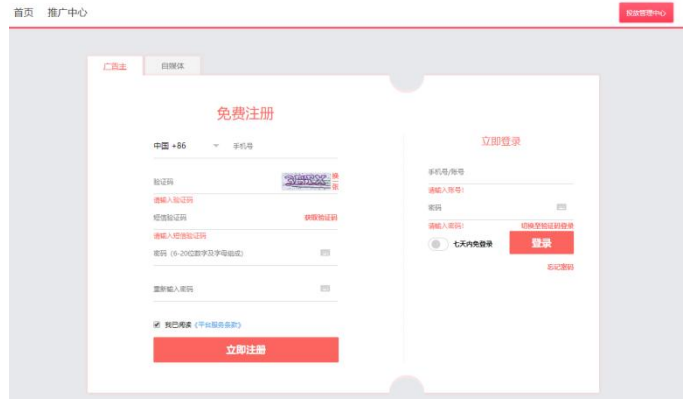 首页 推广中心
投放管理中心
广告主 自媒体
免费注册
中国 +86 手机号
验证码
换一张
请输入验证码
短信验证码 获取验证码
请输入短信验证码
密码 (6-20位数字及字母组成)
重新输入密码
我已阅读《平台服务条款》
立即注册
立即登录
手机号/账号
请输入账号!
密码
请输入密码! 切换至验证码登录
七天内免登录 登录
忘记密码